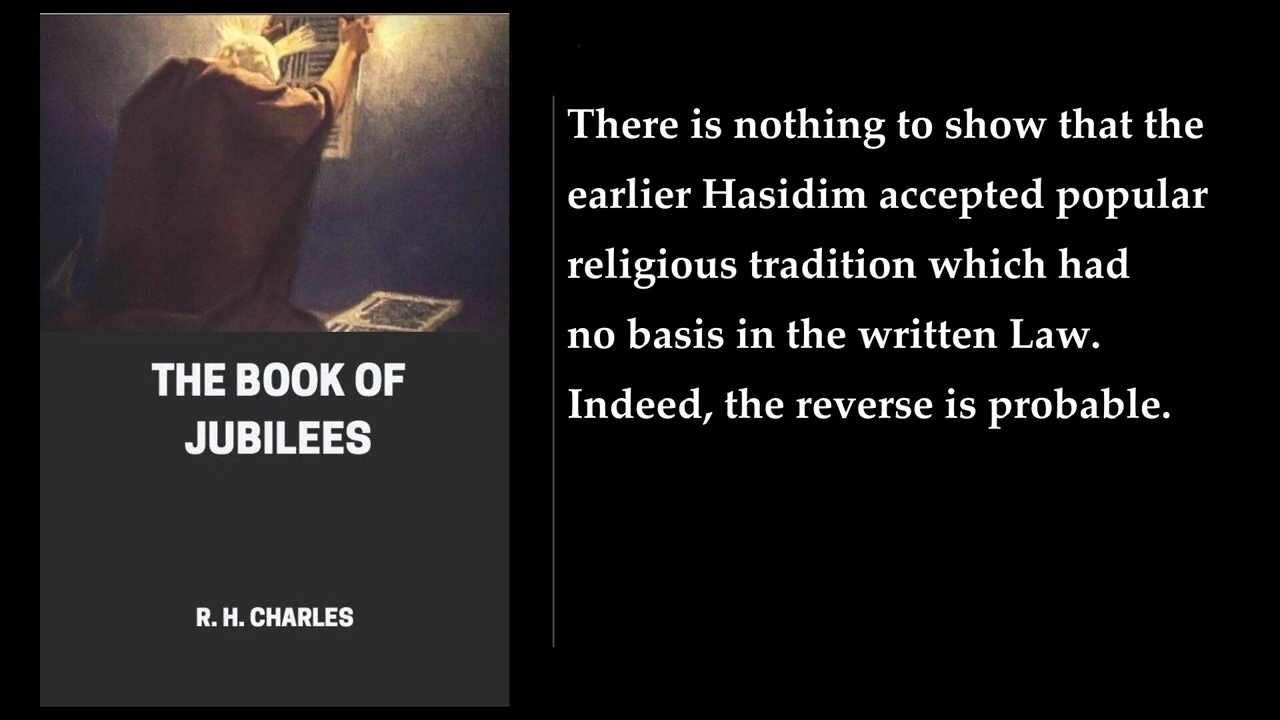 THE BOOK OF
JUBILEES
R. H. CHARLES
There is nothing to show that the
earlier Hasidim accepted popular
religious tradition which had
no basis in the written Law.
Indeed, the reverse is probable.